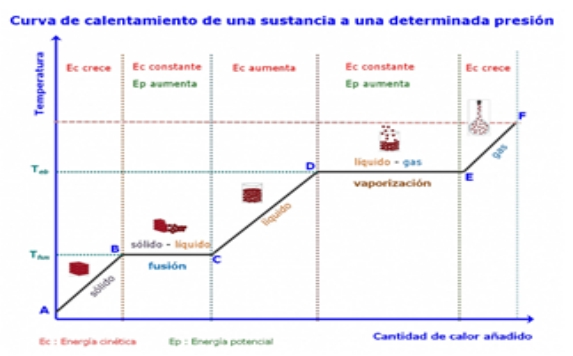 Curva de calentamiento de una sustancia a una determinada presión
Temperatura
Ec crece
Ec constante
Ep aumenta
Ec aumenta
Ec constante
Ep aumenta
Ec crece
F
gas
líquido - gas
D
E
T eb
vaporización
líquido
sólido - líquido
B
C
T fus
fusión
sólido
A
Cantidad de calor añadido
Ec : Energía cinética
Ep : Energía potencial